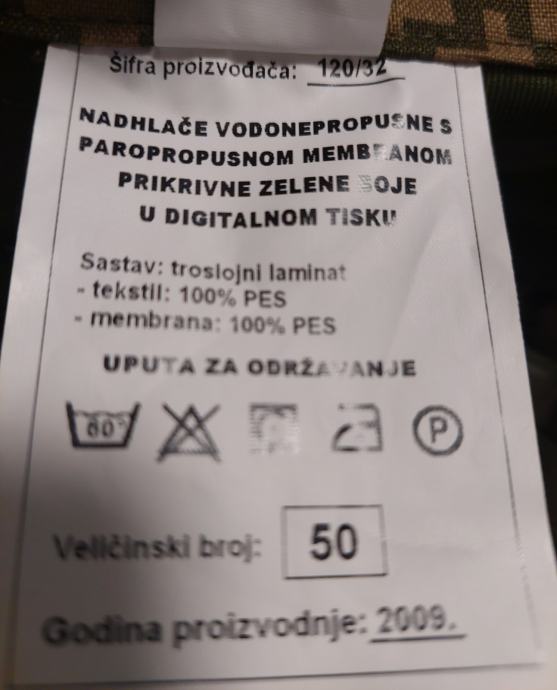 Šifra proizvođača: 120/32
NADHLAČE VODONEPROPUSNE S
PAROPROPUSNOM MEMBRANOM
PRIKRIVNE ZELENE BOJE
U DIGITALNOM TISKU
Sastav: troslojni laminat
- tekstil: 100% PES
- membrana: 100% PES
UPUTA ZA ODRŽAVANJE
60° P
Veličinski broj: 50
Godina proizvodnje: 2009.